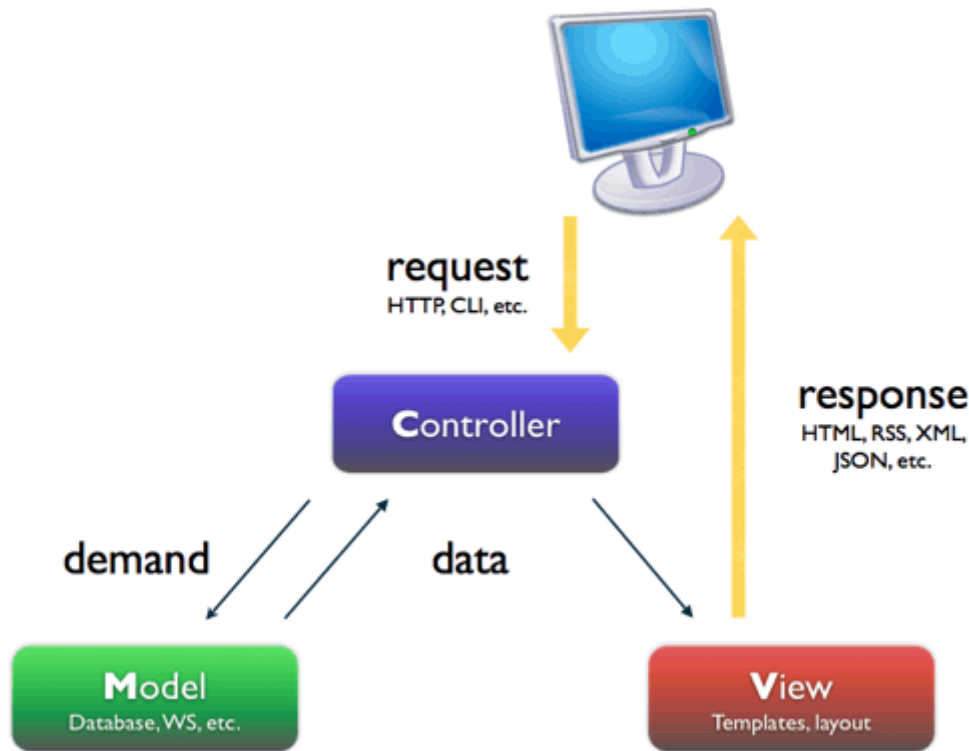 request
HTTP, CLI, etc.
response
HTML, RSS, XML,
JSON, etc.
Controller
demand
data
Model
Database, WS, etc.
View
Templates, layout